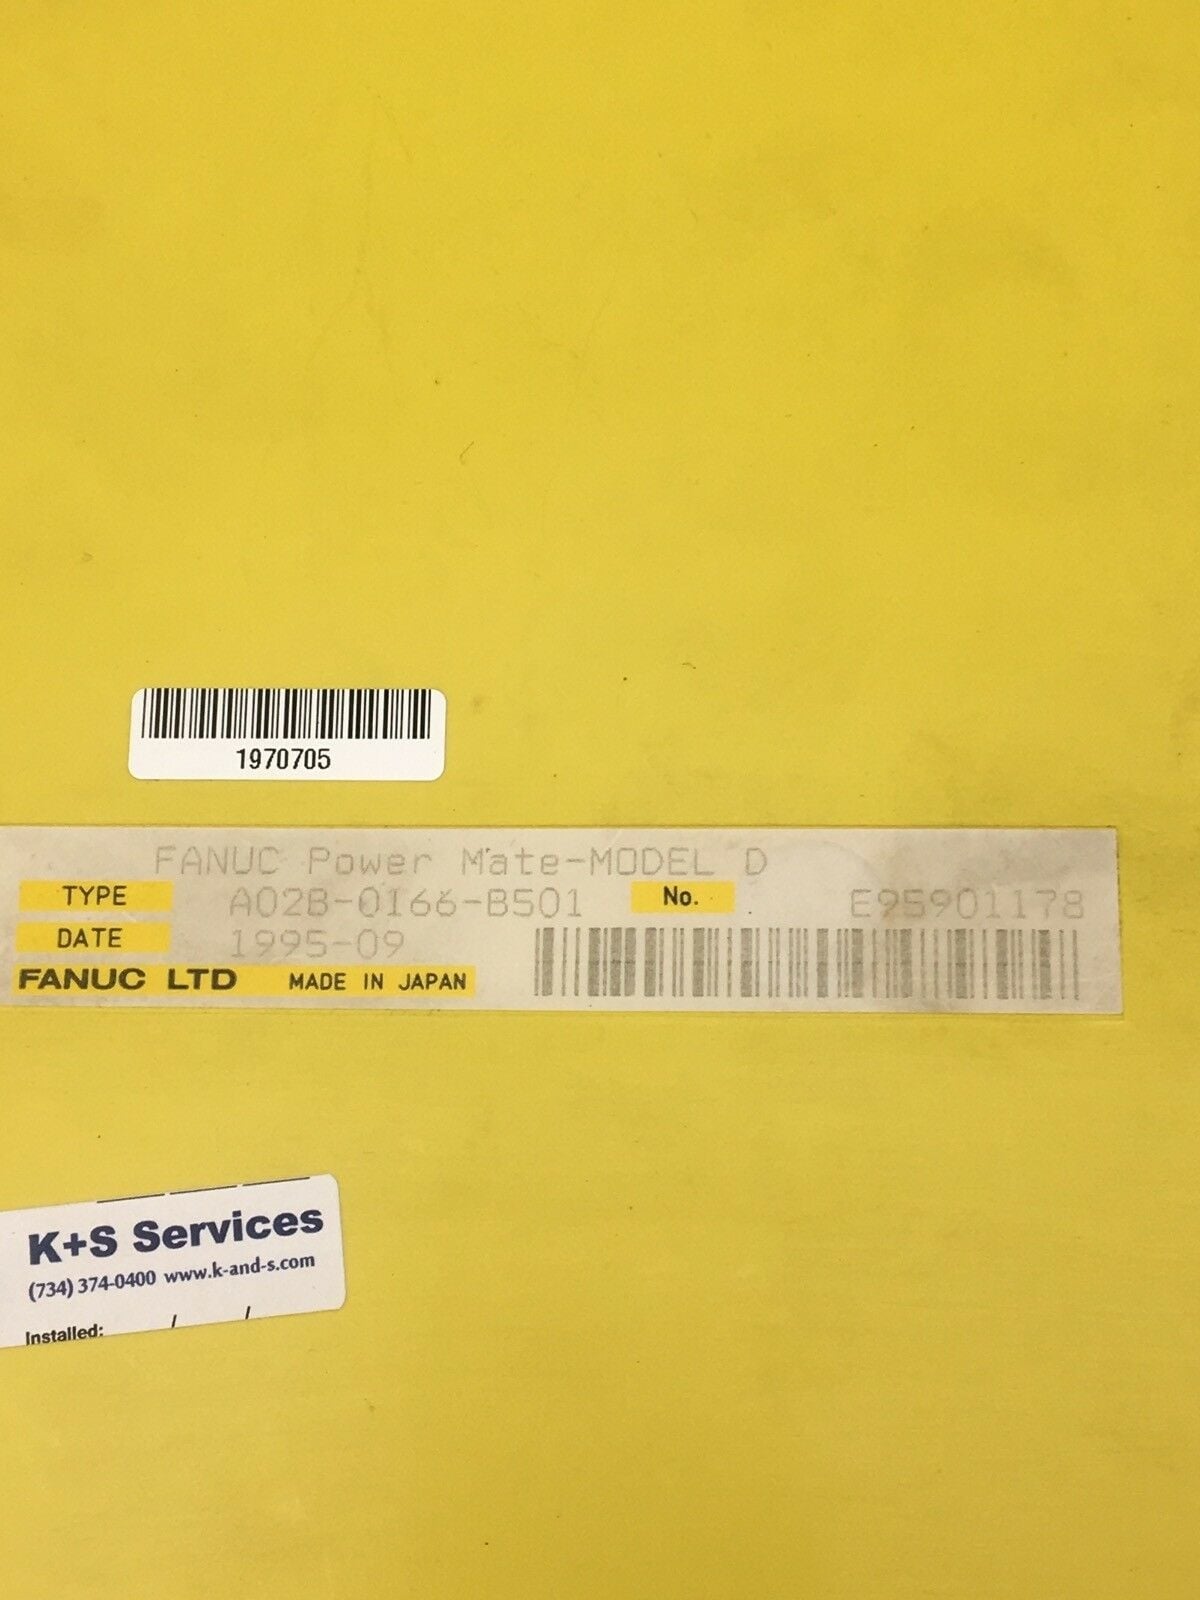 1970705
FANUC Power Mate-MODEL D
TYPE A02B-0166-B501 No. E95901178
DATE 1995-09
FANUC LTD MADE IN JAPAN
K+S Services
(734) 374-0400 www.k-and-s.com
Installed: / /